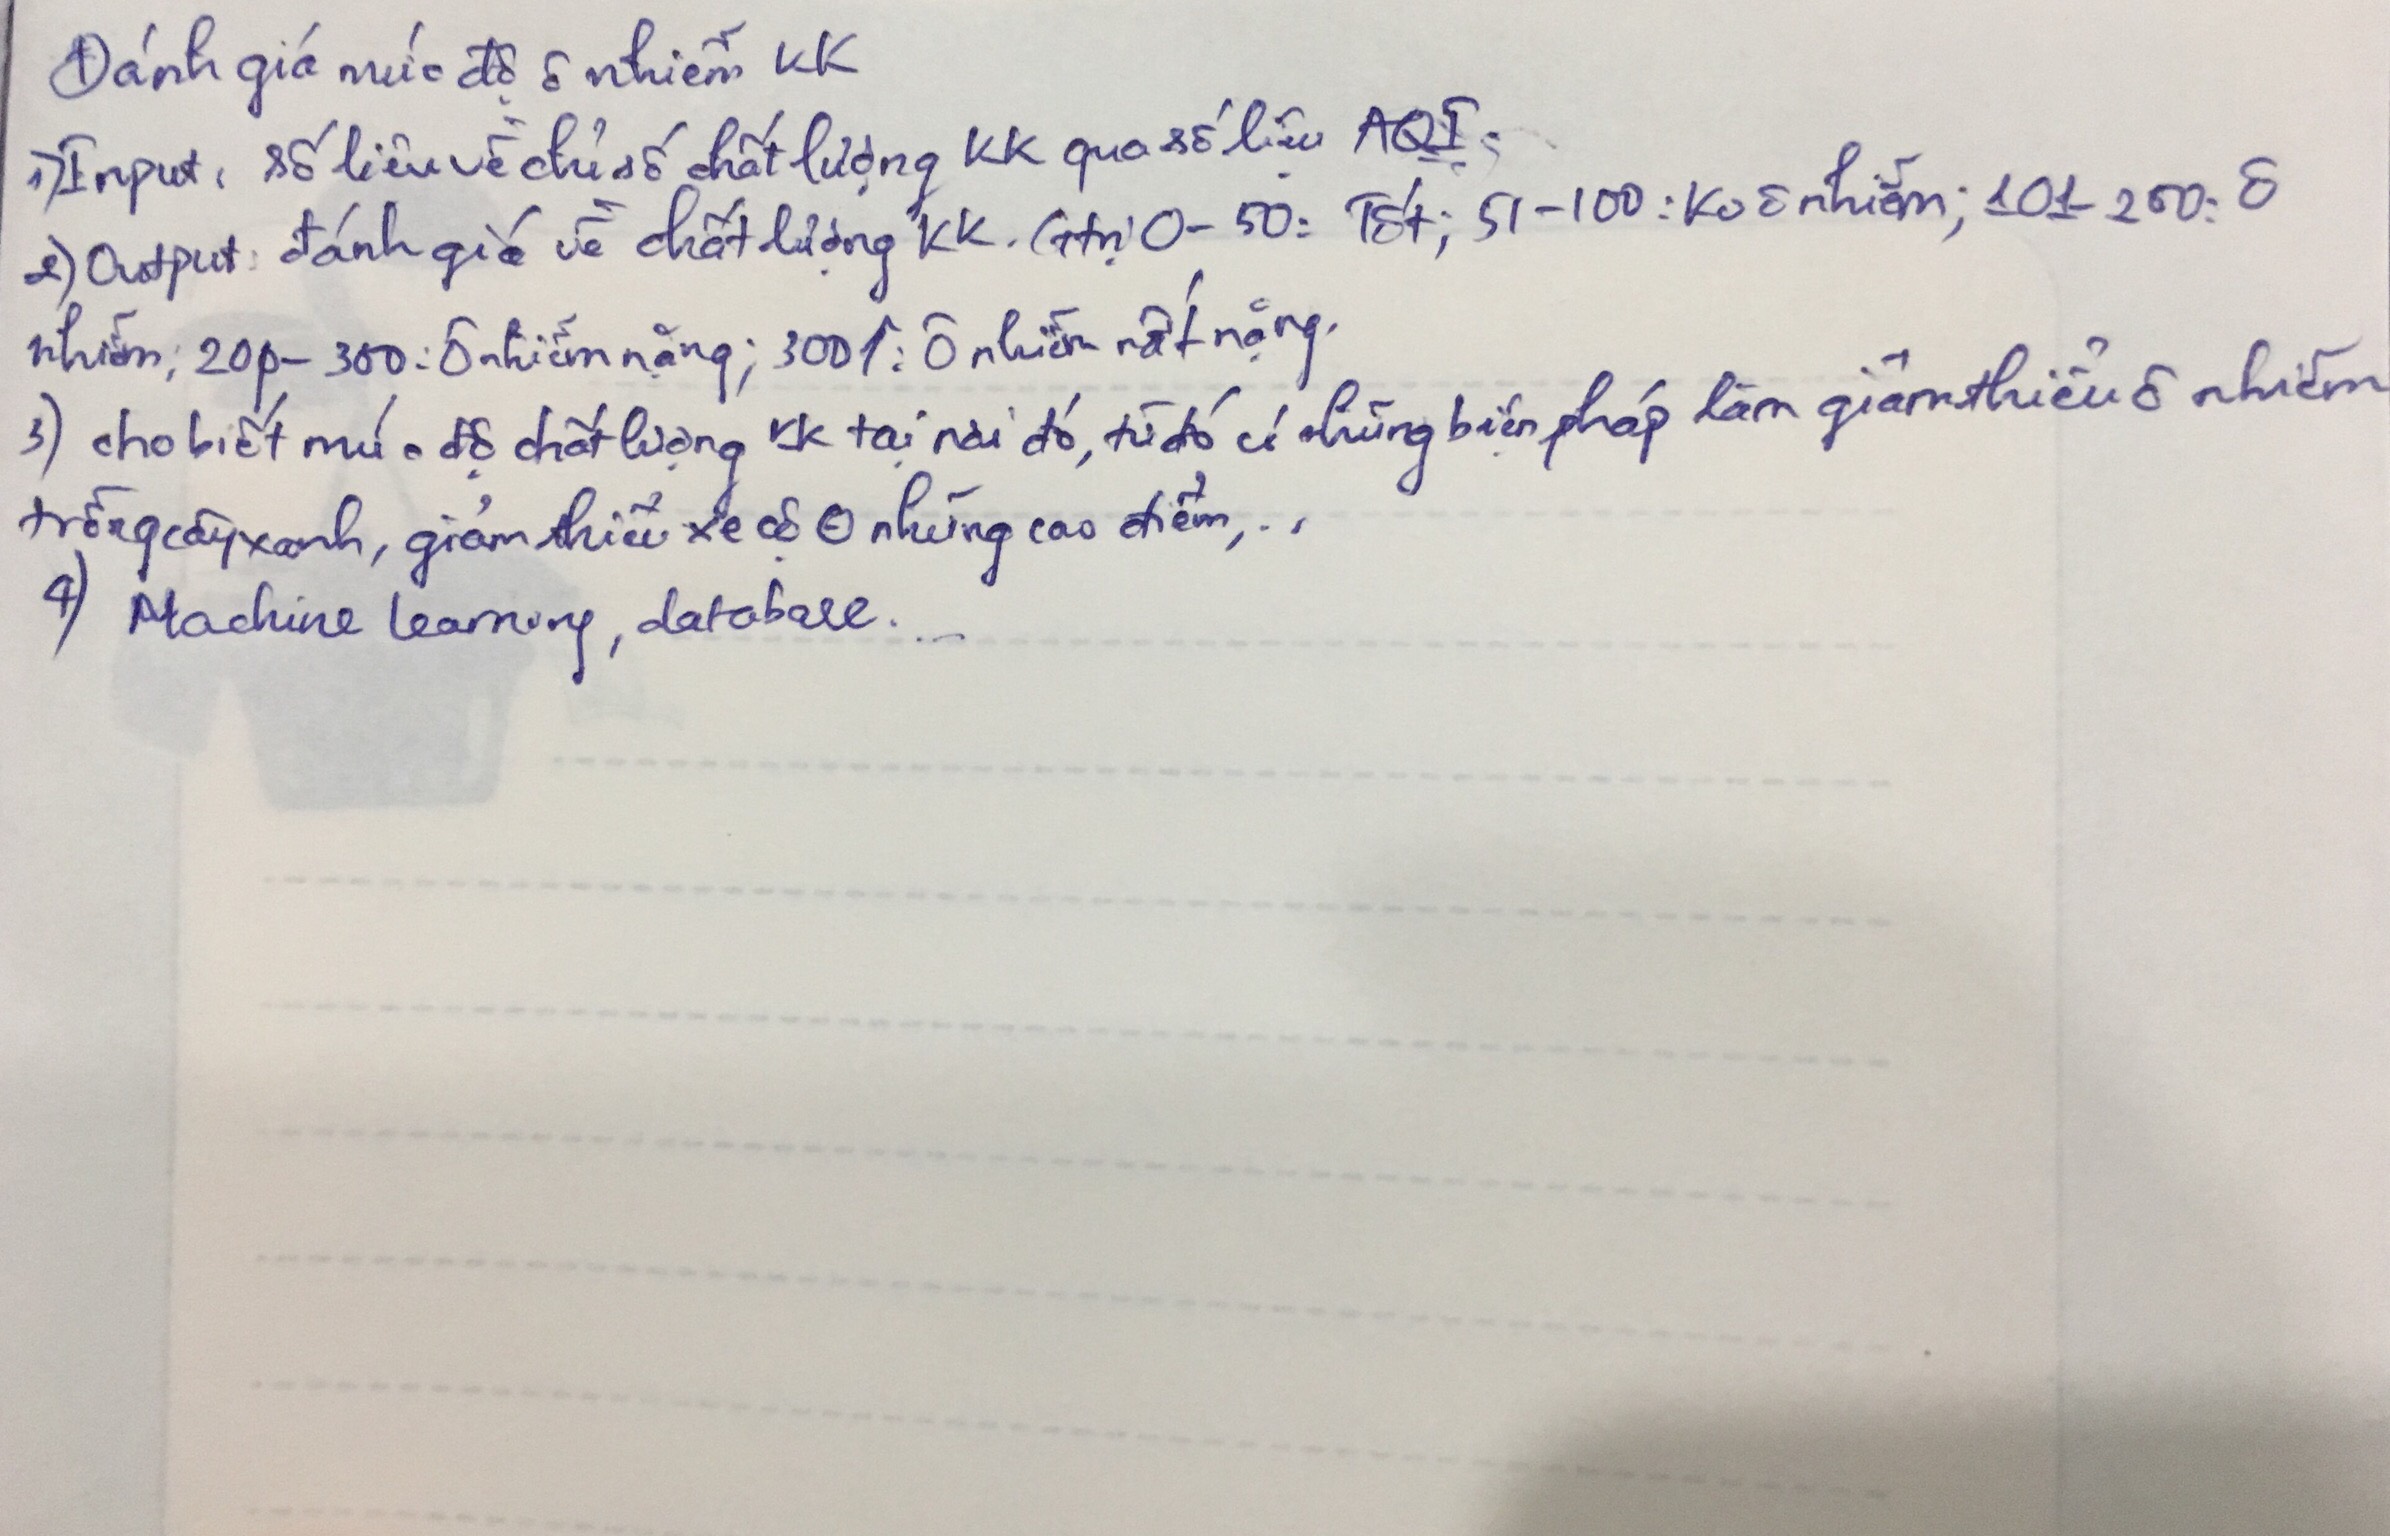 Đánh giá mức độ ô nhiễm KK
1) Input: số liệu về chỉ số chất lượng KK qua số liệu AQI;
2) Output: đánh giá về chất lượng KK. (gtrị 0-50: Tốt; 51-100: Ko ô nhiễm; 101-200: Ô
nhiễm; 200-300: Ô nhiễm nặng; 300↑: Ô nhiễm rất nặng.
3) cho biết mức độ chất lượng KK tại nơi đó, từ đó có những biện pháp làm giảm thiểu ô nhiễm
trồng cây xanh, giảm thiểu xe cộ ở những cao điểm,...
4) Machine learning, database...